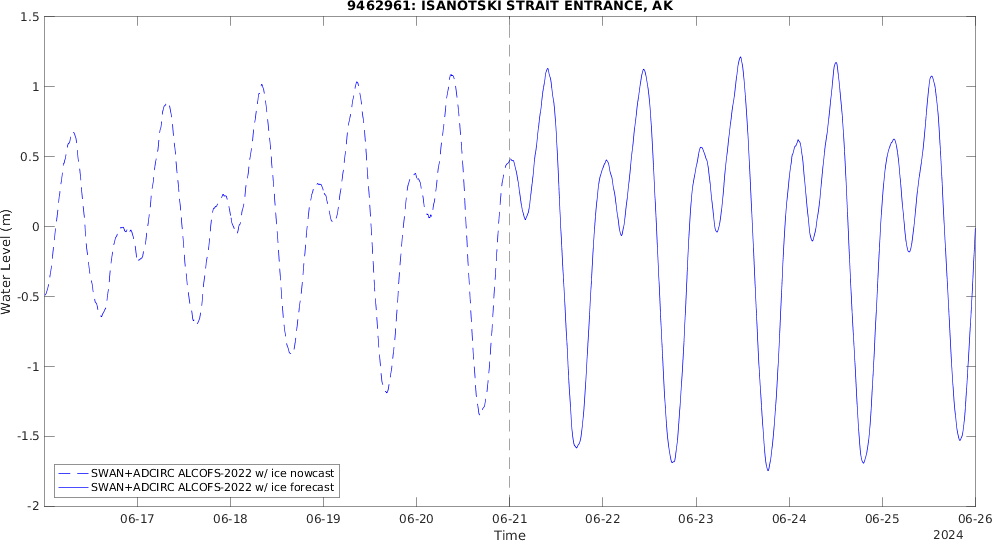 9462961: ISANOTSKI STRAIT ENTRANCE, AK
1.5
1
0.5
0
-0.5
-1
-1.5
-2
Water Level (m)
SWAN+ADCIRC ALCOFS-2022 w/ ice nowcast
SWAN+ADCIRC ALCOFS-2022 w/ ice forecast
06-17 06-18 06-19 06-20 06-21 06-22 06-23 06-24 06-25 06-26
Time
2024